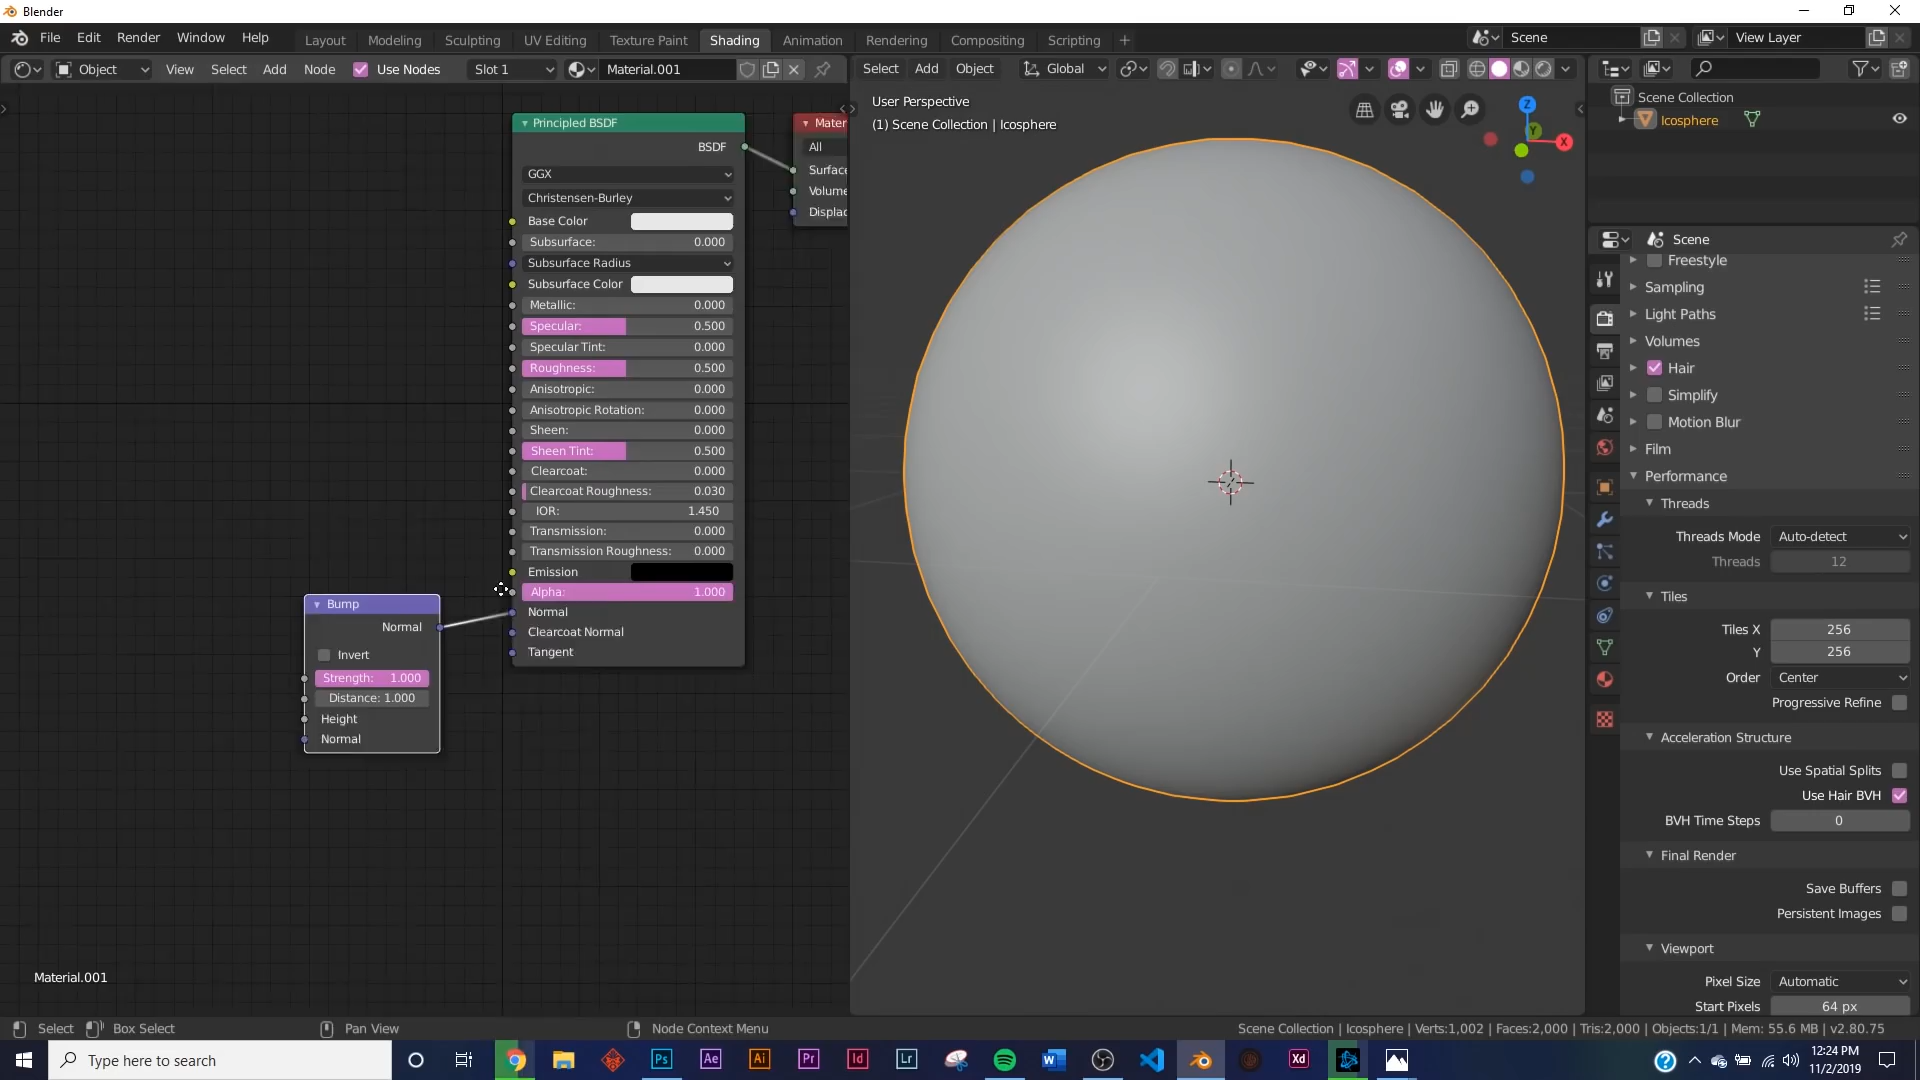 Blender
File Edit Render Window Help
Layout Modeling Sculpting UV Editing Texture Paint Shading Animation Rendering Compositing Scripting +
Scene
View Layer
Object View Select Add Node Use Nodes Slot 1 Material.001
Select Add Object Global
User Perspective
(1) Scene Collection | Icosphere
Z
Y
X
Scene Collection
Icosphere
Principled BSDF
BSDF
GGX
Christensen-Burley
Base Color
Subsurface: 0.000
Subsurface Radius
Subsurface Color
Metallic: 0.000
Specular: 0.500
Specular Tint: 0.000
Roughness: 0.500
Anisotropic: 0.000
Anisotropic Rotation: 0.000
Sheen: 0.000
Sheen Tint: 0.500
Clearcoat: 0.000
Clearcoat Roughness: 0.030
IOR: 1.450
Transmission: 0.000
Transmission Roughness: 0.000
Emission
Alpha: 1.000
Normal
Clearcoat Normal
Tangent
Mater
All
Surface
Volume
Displac
Bump
Normal
Invert
Strength: 1.000
Distance: 1.000
Height
Normal
Scene
Freestyle
Sampling
Light Paths
Volumes
Hair
Simplify
Motion Blur
Film
Performance
Threads
Threads Mode Auto-detect
Threads 12
Tiles
Tiles X 256
Y 256
Order Center
Progressive Refine
Acceleration Structure
Use Spatial Splits
Use Hair BVH
BVH Time Steps 0
Final Render
Save Buffers
Persistent Images
Viewport
Pixel Size Automatic
Start Pixels 64 px
Material.001
Select Box Select Pan View Node Context Menu
Scene Collection | Icosphere | Verts:1,002 | Faces:2,000 | Tris:2,000 | Objects:1/1 | Mem: 55.6 MB | v2.80.75
Type here to search
Ps Ae Ai Pr Id Lr Xd
12:24 PM
11/2/2019